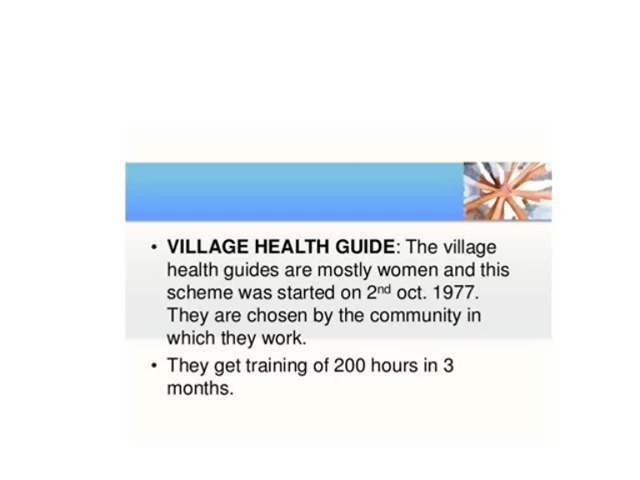 • VILLAGE HEALTH GUIDE: The village
health guides are mostly women and this
scheme was started on 2nd oct. 1977.
They are chosen by the community in
which they work.
• They get training of 200 hours in 3
months.